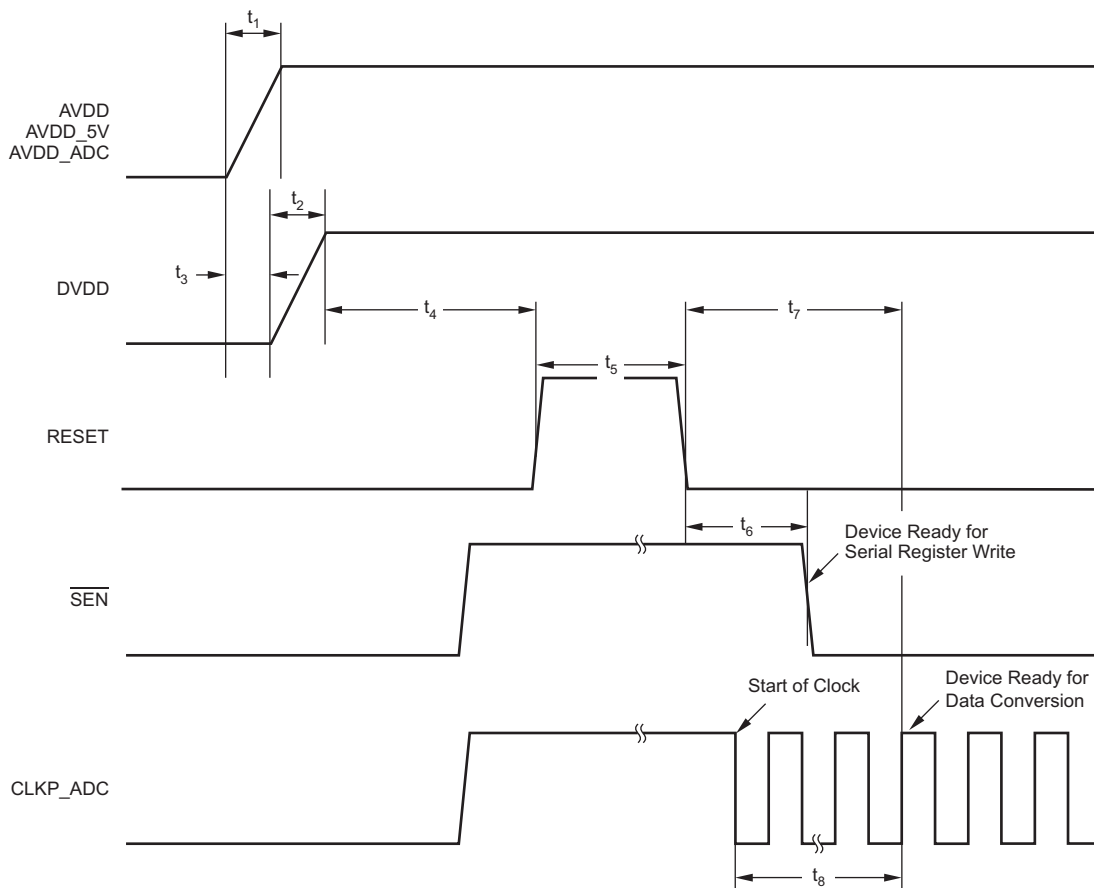 t1
AVDD
AVDD_5V
AVDD_ADC
t2
t3
DVDD
t4
t7
t5
RESET
t6
Device Ready for
Serial Register Write
SEN
Start of Clock
Device Ready for
Data Conversion
CLKP_ADC
t8